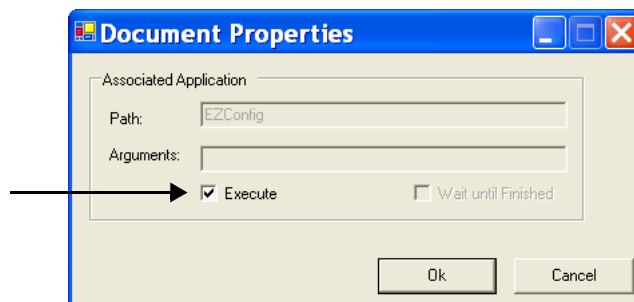 Document Properties
Associated Application
Path: EZConfig
Arguments:
Execute Wait until Finished
Ok Cancel